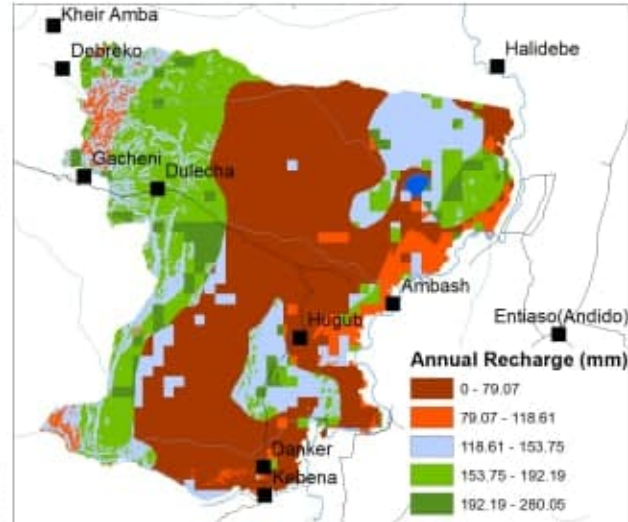 Kheir Amba
Debreko
Halidebe
Gacheni
Dulecha
Ambash
Entiaso(Andido)
Hugub
Annual Recharge (mm)
0 - 79.07
79.07 - 118.61
118.61 - 153.75
153.75 - 192.19
192.19 - 280.05
Danker
Kebena